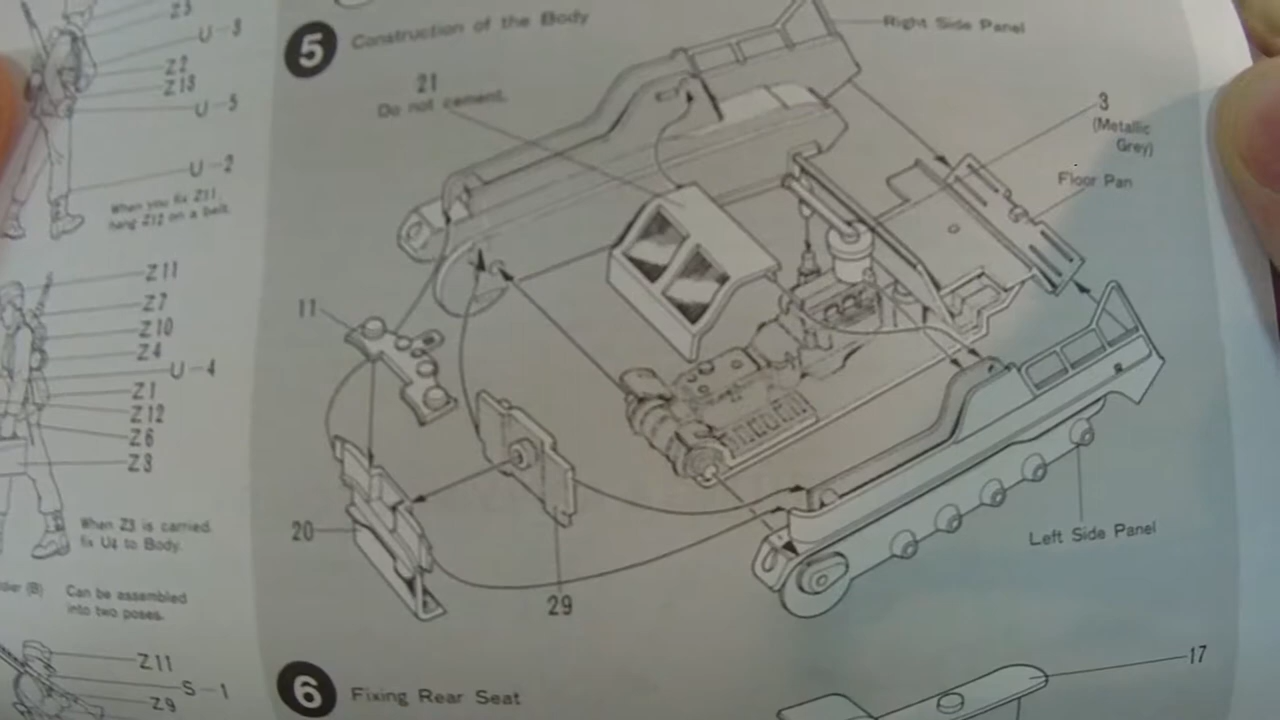 Z5
U-3
Z2
Z13
U-5
U-2
When you fix Z11,
hang Z12 on a belt.
Z11
Z7
Z10
Z4
U-4
Z1
Z12
Z6
Z3
When Z3 is carried,
fix U4 to Body.
(B) Can be assembled
into two poses.
Z11
S-1
Z9
5 Construction of the Body
Right Side Panel
21
Do not cement.
3
(Metallic
Grey)
Floor Pan
11
20
29
Left Side Panel
6 Fixing Rear Seat
17